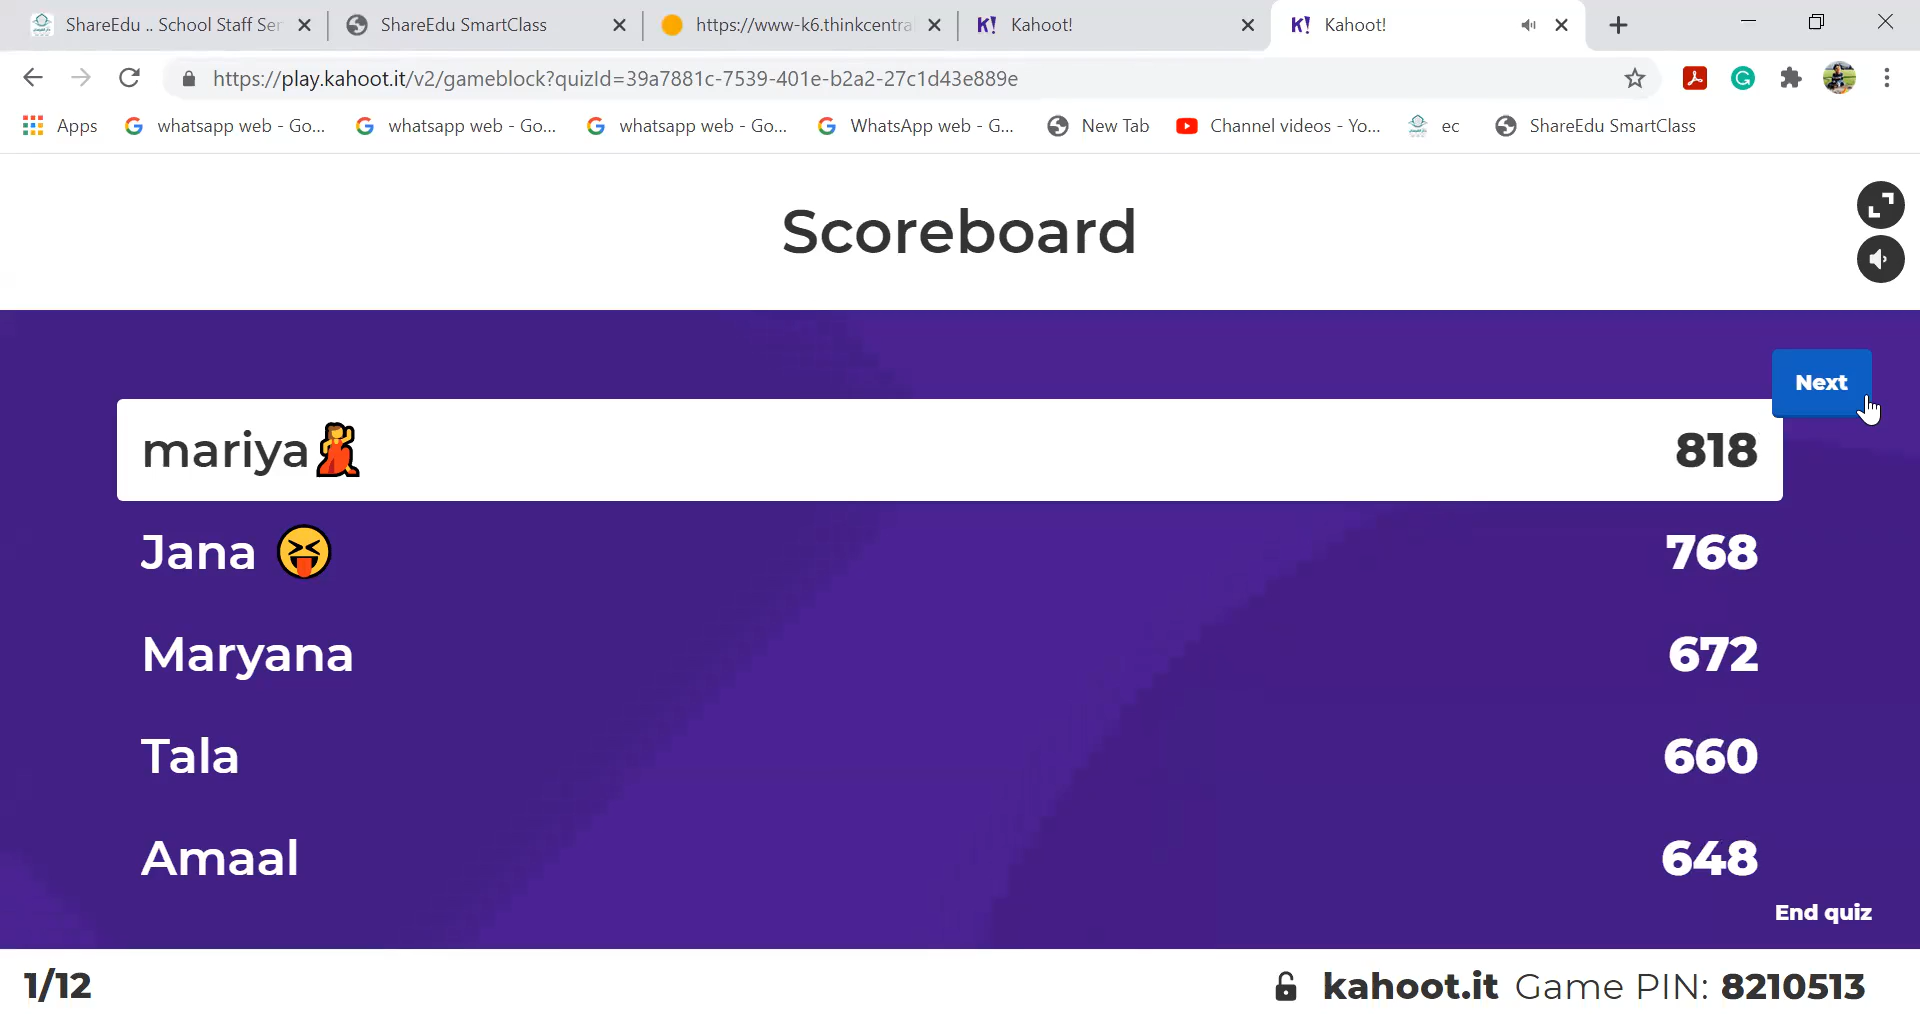 ShareEdu .. School Staff Ser
ShareEdu SmartClass
https://www-k6.thinkcentra
K! Kahoot!
K! Kahoot!
https://play.kahoot.it/v2/gameblock?quizId=39a7881c-7539-401e-b2a2-27c1d43e889e
Apps
whatsapp web - Go...
whatsapp web - Go...
whatsapp web - Go...
WhatsApp web - G...
New Tab
Channel videos - Yo...
ec
ShareEdu SmartClass
Scoreboard
Next
mariya💃 818
Jana 😝 768
Maryana 672
Tala 660
Amaal 648
End quiz
1/12
kahoot.it Game PIN: 8210513